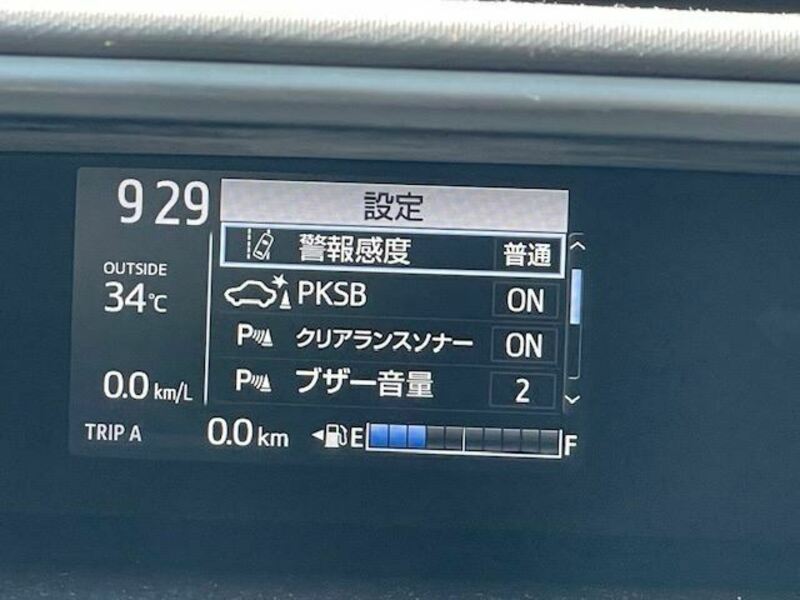 9 29
設定
警報感度 普通
OUTSIDE
34℃
PKSB ON
P クリアランスソナー ON
0.0 km/L
P ブザー音量 2
TRIP A 0.0 km E F